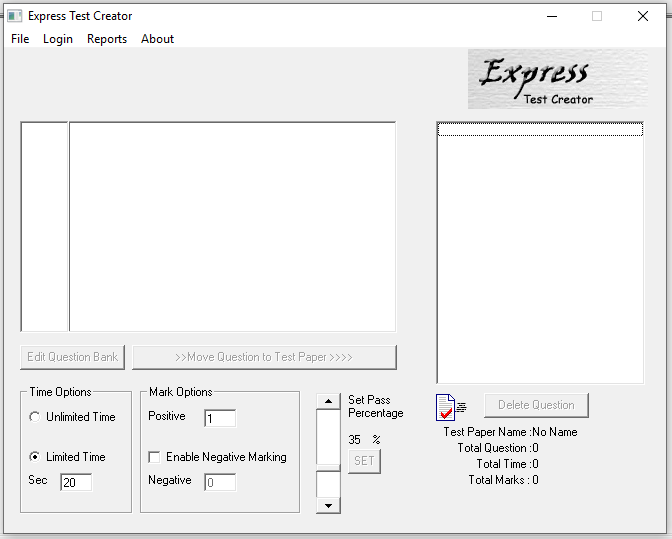 Express Test Creator
File Login Reports About
Express
Test Creator
Edit Question Bank
>>Move Question to Test Paper >>>>
Delete Question
Time Options
Unlimited Time
Limited Time
Sec 20
Mark Options
Positive 1
Enable Negative Marking
Negative 0
Set Pass
Percentage
35 %
SET
Test Paper Name :No Name
Total Question :0
Total Time : 0
Total Marks : 0